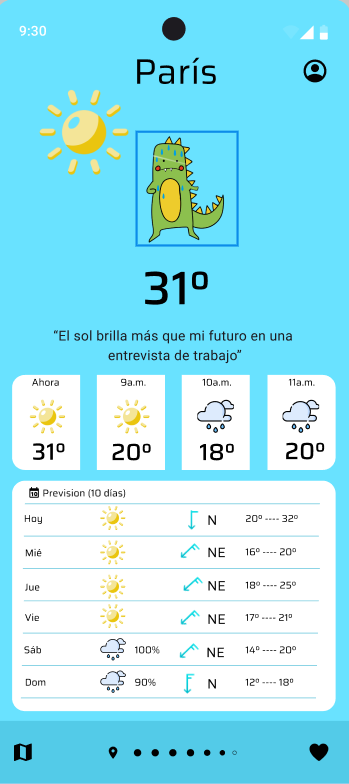 9:30
París
31º
“El sol brilla más que mi futuro en una
entrevista de trabajo”
Ahora 9a.m. 10a.m. 11a.m.
31º 20º 18º 20º
10 Prevision (10 días)
Hoy N 20º ---- 32º
Mié NE 16º ---- 20º
Jue NE 18º ---- 25º
Vie NE 17º ---- 21º
Sáb 100% NE 14º ---- 20º
Dom 90% N 12º ---- 18º